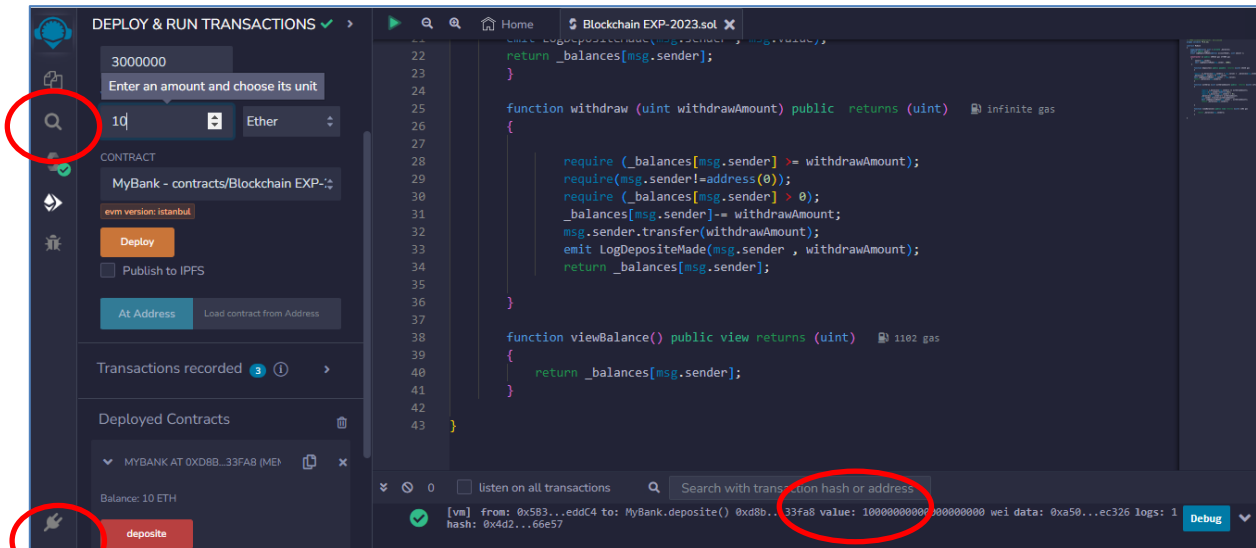 DEPLOY & RUN TRANSACTIONS
3000000
Enter an amount and choose its unit
10
Ether
CONTRACT
MyBank - contracts/Blockchain EXP-
evm version: istanbul
Deploy
Publish to IPFS
At Address
Load contract from Address
Transactions recorded 3
Deployed Contracts
MYBANK AT 0XD8B...33FA8 (MEM
Balance: 10 ETH
deposite
Home
Blockchain EXP-2023.sol
21 emit LogDepositeMade(msg.sender , msg.value);
22 return _balances[msg.sender];
23 }
24
25 function withdraw (uint withdrawAmount) public returns (uint) infinite gas
26 {
27
28 require (_balances[msg.sender] >= withdrawAmount);
29 require(msg.sender!=address(0));
30 require (_balances[msg.sender] > 0);
31 _balances[msg.sender]-= withdrawAmount;
32 msg.sender.transfer(withdrawAmount);
33 emit LogDepositeMade(msg.sender , withdrawAmount);
34 return _balances[msg.sender];
35
36 }
37
38 function viewBalance() public view returns (uint) 1102 gas
39 {
40 return _balances[msg.sender];
41 }
42
43 }
0
listen on all transactions
Search with transaction hash or address
[vm] from: 0x5B3...eddC4 to: MyBank.deposite() 0xd8b...33fa8 value: 10000000000000000000 wei data: 0xa50...ec326 logs: 1
hash: 0x4d2...66e57
Debug